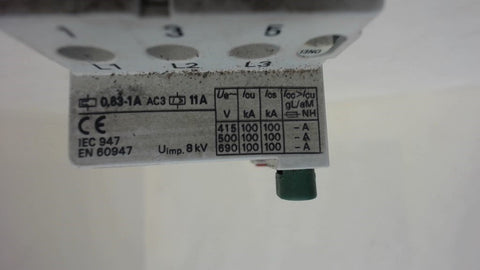 1 3 5
L1 L2 L3
0,63-1A AC3 11A
CE
IEC 947
EN 60947
Uimp. 8 kV
Ue~ Icu Ics Icc>Icu
gL/aM
V kA kA NH
415 100 100 – A
500 100 100 – A
690 100 100 – A